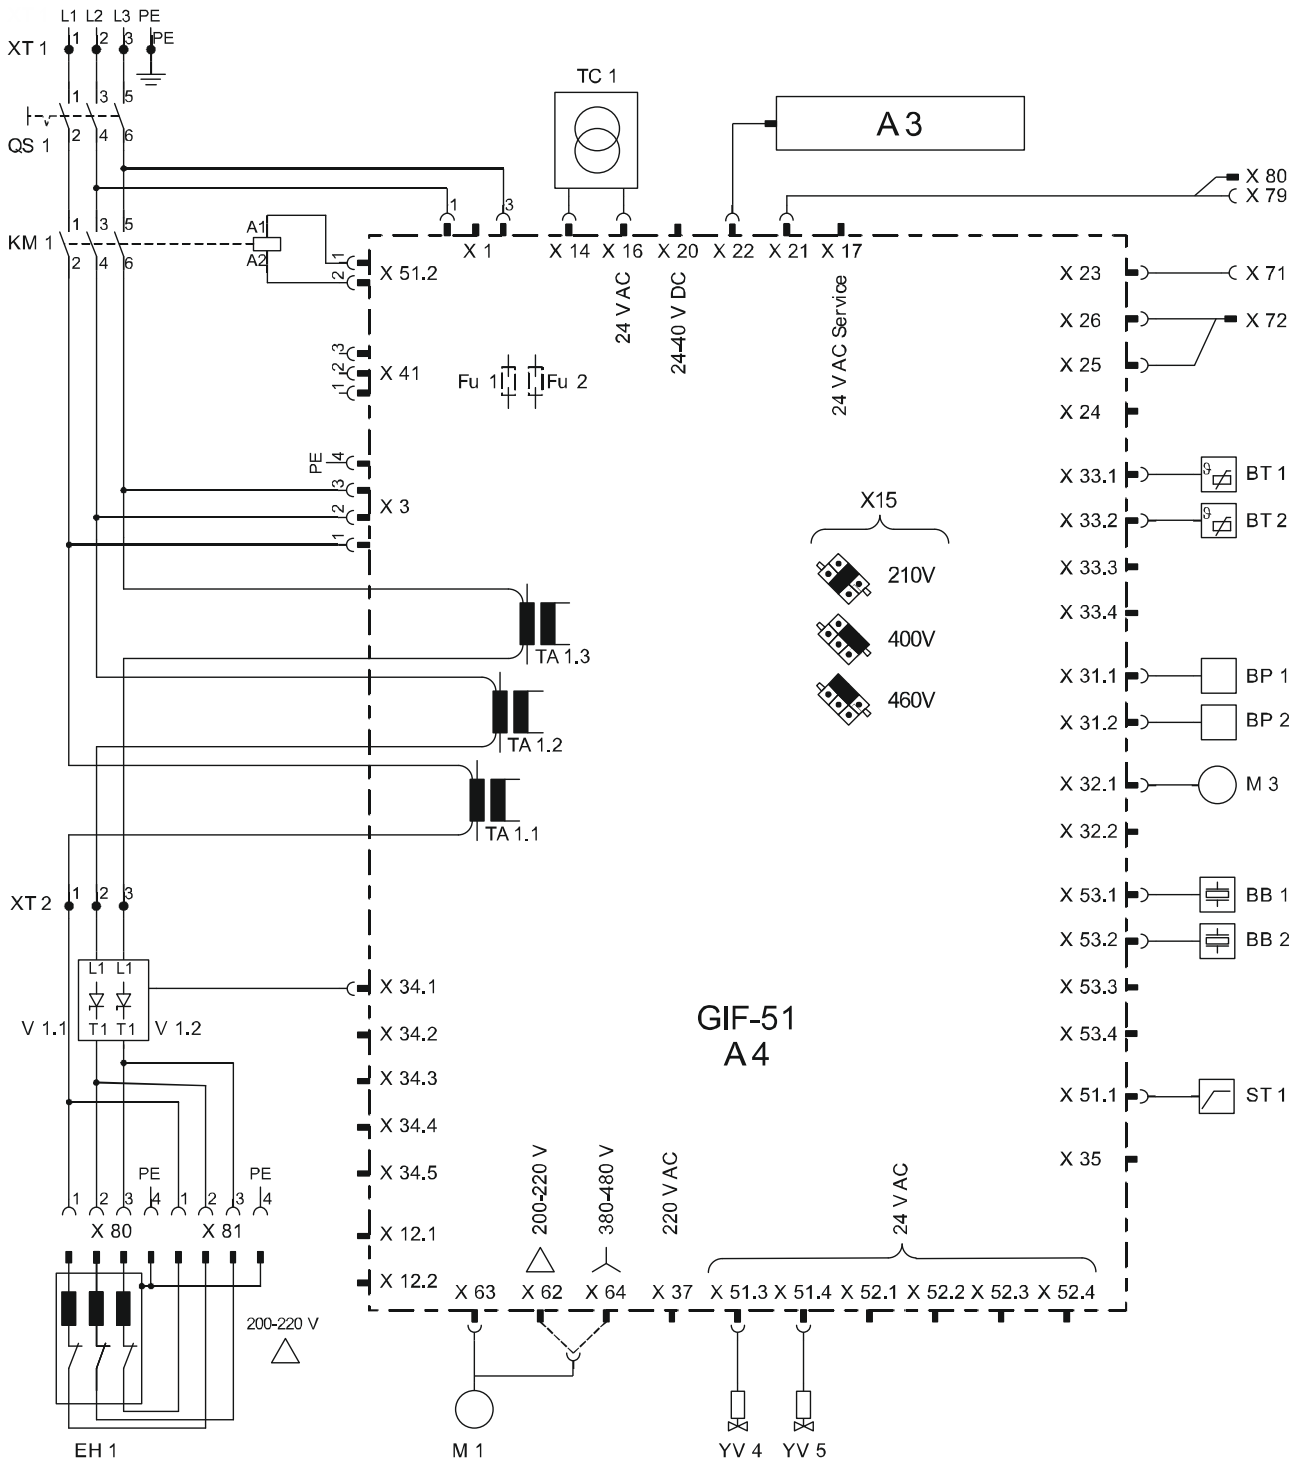 L1 L2 L3 PE
XT 1 1 2 3 PE
TC 1
A 3
1 3 5
QS 1 2 4 6
X 80
X 79
1 3
1 3 5 A1
KM 1
2 4 6 A2
X 1 X 14 X 16 X 20 X 22 X 21 X 17
24 V AC
24-40 V DC
24 V AC Service
1
2
X 51.2
X 23 X 71
X 26 X 72
X 25
3
2
1
X 41
Fu 1 Fu 2
X 24
PE 4
3
2
1
X 3
X15
210V
400V
460V
X 33.1 ϑ BT 1
X 33.2 ϑ BT 2
X 33.3
X 33.4
TA 1.3
TA 1.2
TA 1.1
X 31.1 BP 1
X 31.2 BP 2
X 32.1 M 3
X 32.2
XT 2 1 2 3
X 53.1 BB 1
X 53.2 BB 2
X 53.3
X 53.4
L1 L1
V 1.1 T1 T1 V 1.2
X 34.1
X 34.2
X 34.3
X 34.4
X 34.5
X 12.1
X 12.2
GIF-51
A 4
X 51.1 ST 1
X 35
PE PE
1 2 3 4 1 2 3 4
X 80 X 81
200-220 V
380-480 V
220 V AC
24 V AC
X 63 X 62 X 64 X 37 X 51.3 X 51.4 X 52.1 X 52.2 X 52.3 X 52.4
200-220 V
EH 1 M 1 YV 4 YV 5